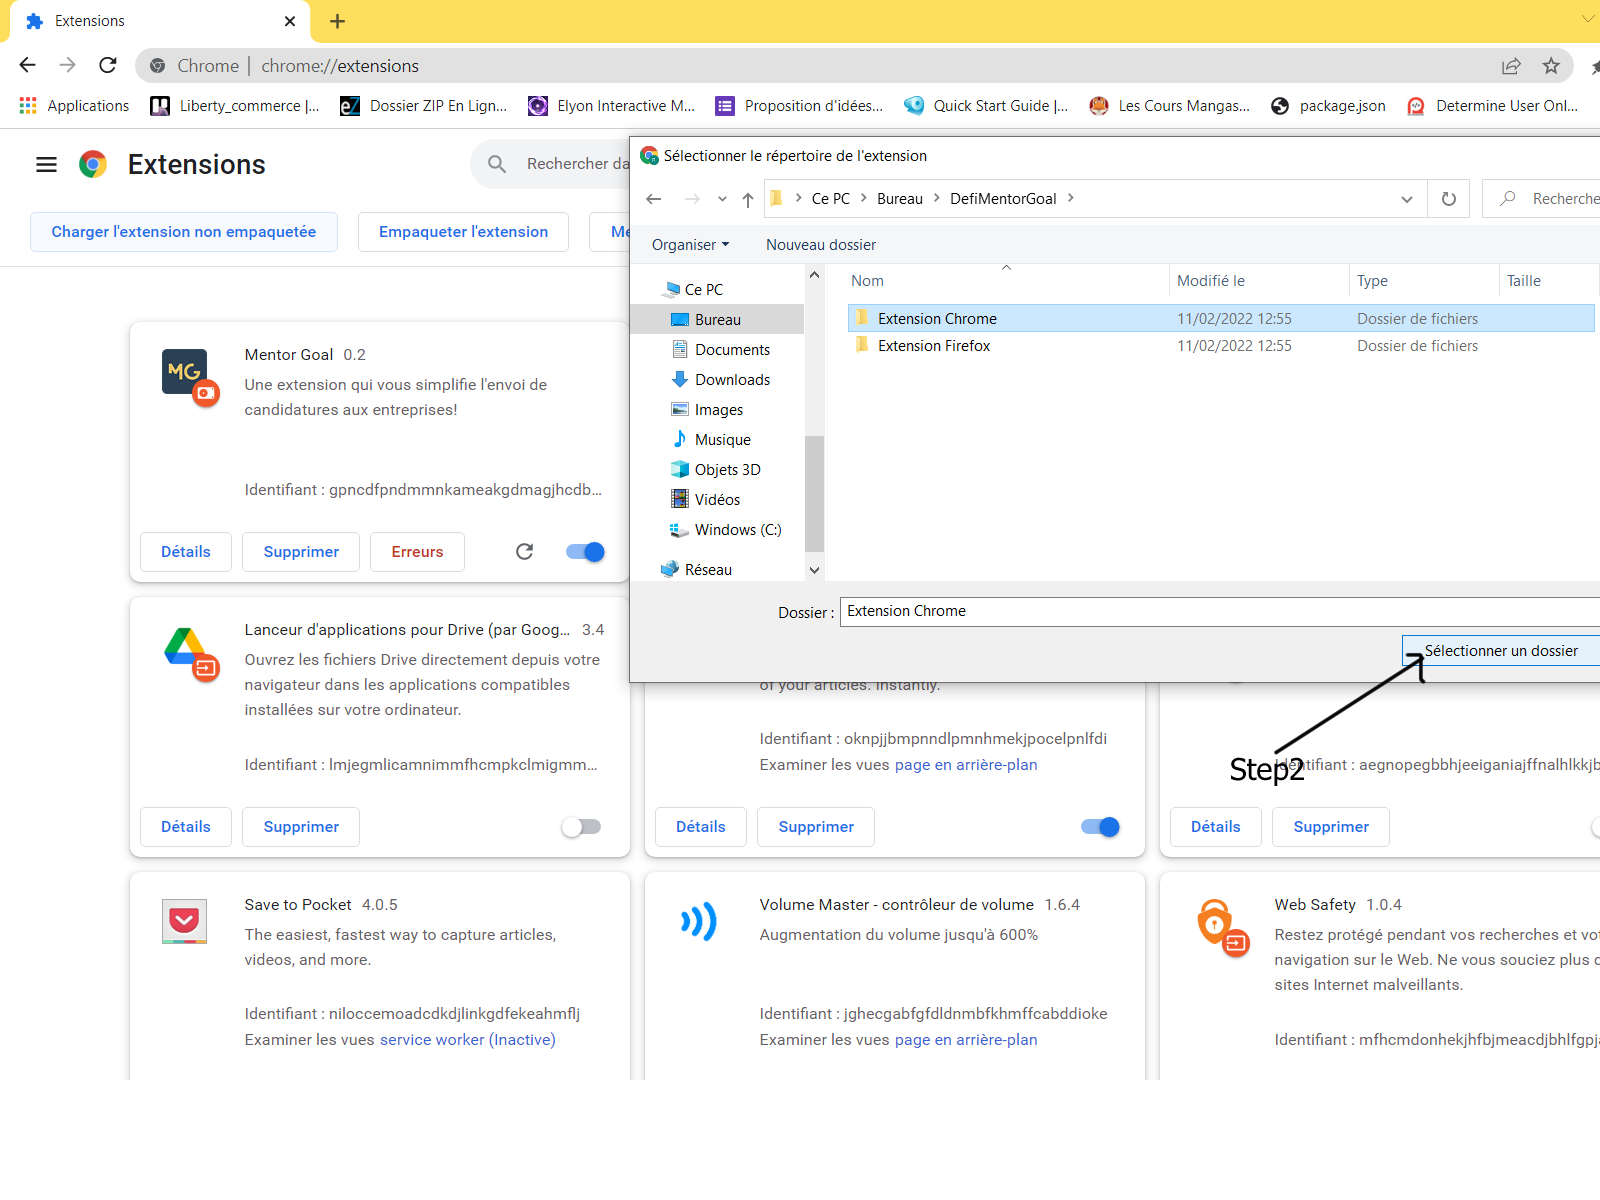 Extensions
Chrome | chrome://extensions
Applications
Liberty_commerce |...
Dossier ZIP En Lign...
Elyon Interactive M...
Proposition d'idées...
Quick Start Guide |...
Les Cours Mangas...
package.json
Determine User Onl...
Extensions
Rechercher da
Charger l'extension non empaquetée
Empaqueter l'extension
Sélectionner le répertoire de l'extension
Ce PC > Bureau > DefiMentorGoal >
Recherche
Organiser
Nouveau dossier
Nom
Modifié le
Type
Taille
Ce PC
Bureau
Documents
Downloads
Images
Musique
Objets 3D
Vidéos
Windows (C:)
Réseau
Extension Chrome 11/02/2022 12:55 Dossier de fichiers
Extension Firefox 11/02/2022 12:55 Dossier de fichiers
Dossier : Extension Chrome
Sélectionner un dossier
Step2
MG
Mentor Goal 0.2
Une extension qui vous simplifie l'envoi de
candidatures aux entreprises!
Identifiant : gpncdfpndmmnkameakgdmagjhcdb...
Détails
Supprimer
Erreurs
Lanceur d'applications pour Drive (par Goog... 3.4
Ouvrez les fichiers Drive directement depuis votre
navigateur dans les applications compatibles
installées sur votre ordinateur.
Identifiant : lmjegmlicamnimmfhcmpkclmigmm...
Détails
Supprimer
of your articles. Instantly.
Identifiant : oknpjjbmpnndlpmnhmekjpocelpnlfdi
Examiner les vues page en arrière-plan
Détails
Supprimer
Identifiant : aegnopegbbhjeeiganiajffnalhlkkjb
Détails
Supprimer
Save to Pocket 4.0.5
The easiest, fastest way to capture articles,
videos, and more.
Identifiant : niloccemoadcdkdjlinkgdfekeahmflj
Examiner les vues service worker (Inactive)
Volume Master - contrôleur de volume 1.6.4
Augmentation du volume jusqu'à 600%
Identifiant : jghecgabfgfdldnmbfkhmffcabddioke
Examiner les vues page en arrière-plan
Web Safety 1.0.4
Restez protégé pendant vos recherches et vot
navigation sur le Web. Ne vous souciez plus d
sites Internet malveillants.
Identifiant : mfhcmdonhekjhfbjmeacdjbhlfgpj